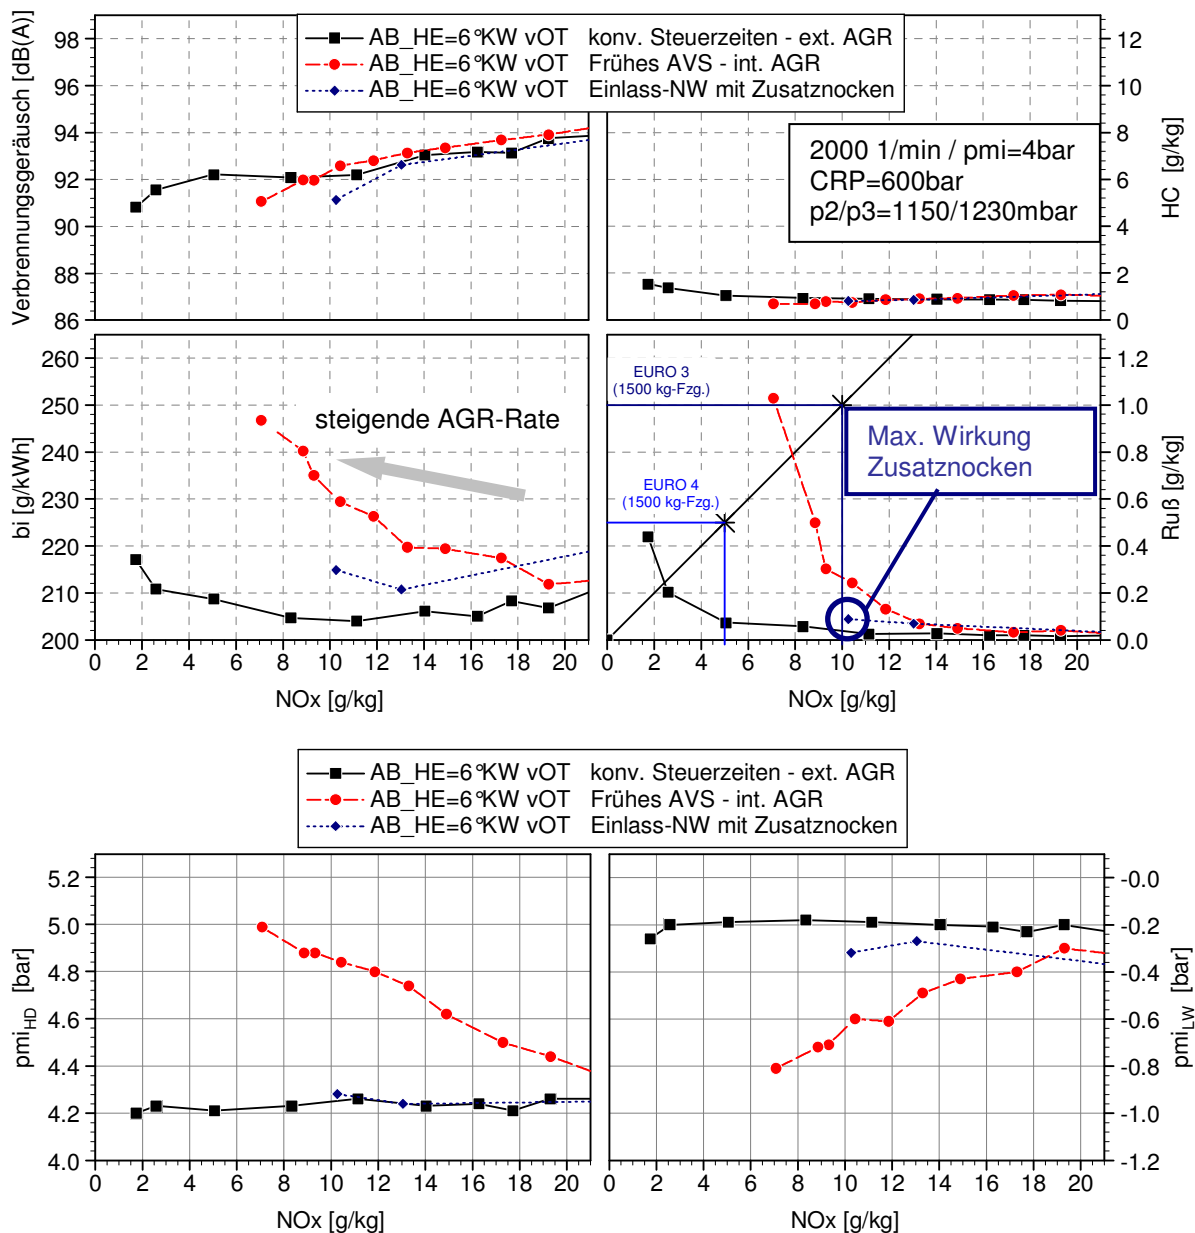 AB_HE=6°KW vOT konv. Steuerzeiten - ext. AGR
AB_HE=6°KW vOT Frühes AVS - int. AGR
AB_HE=6°KW vOT Einlass-NW mit Zusatznocken
Verbrennungsgeräusch [dB(A)]
98
96
94
92
90
88
86
2000 1/min / pmi=4bar
CRP=600bar
p2/p3=1150/1230mbar
12
10
8
6
4
2
0
HC [g/kg]
bi [g/kWh]
260
250
240
230
220
210
200
steigende AGR-Rate
0 2 4 6 8 10 12 14 16 18 20
NOx [g/kg]
EURO 3
(1500 kg-Fzg.)
EURO 4
(1500 kg-Fzg.)
Max. Wirkung
Zusatznocken
1.2
1.0
0.8
0.6
0.4
0.2
0.0
Ruß [g/kg]
0 2 4 6 8 10 12 14 16 18 20
NOx [g/kg]
AB_HE=6°KW vOT konv. Steuerzeiten - ext. AGR
AB_HE=6°KW vOT Frühes AVS - int. AGR
AB_HE=6°KW vOT Einlass-NW mit Zusatznocken
pmiHD [bar]
5.2
5.0
4.8
4.6
4.4
4.2
4.0
0 2 4 6 8 10 12 14 16 18 20
NOx [g/kg]
-0.0
-0.2
-0.4
-0.6
-0.8
-1.0
-1.2
pmiLW [bar]
0 2 4 6 8 10 12 14 16 18 20
NOx [g/kg]